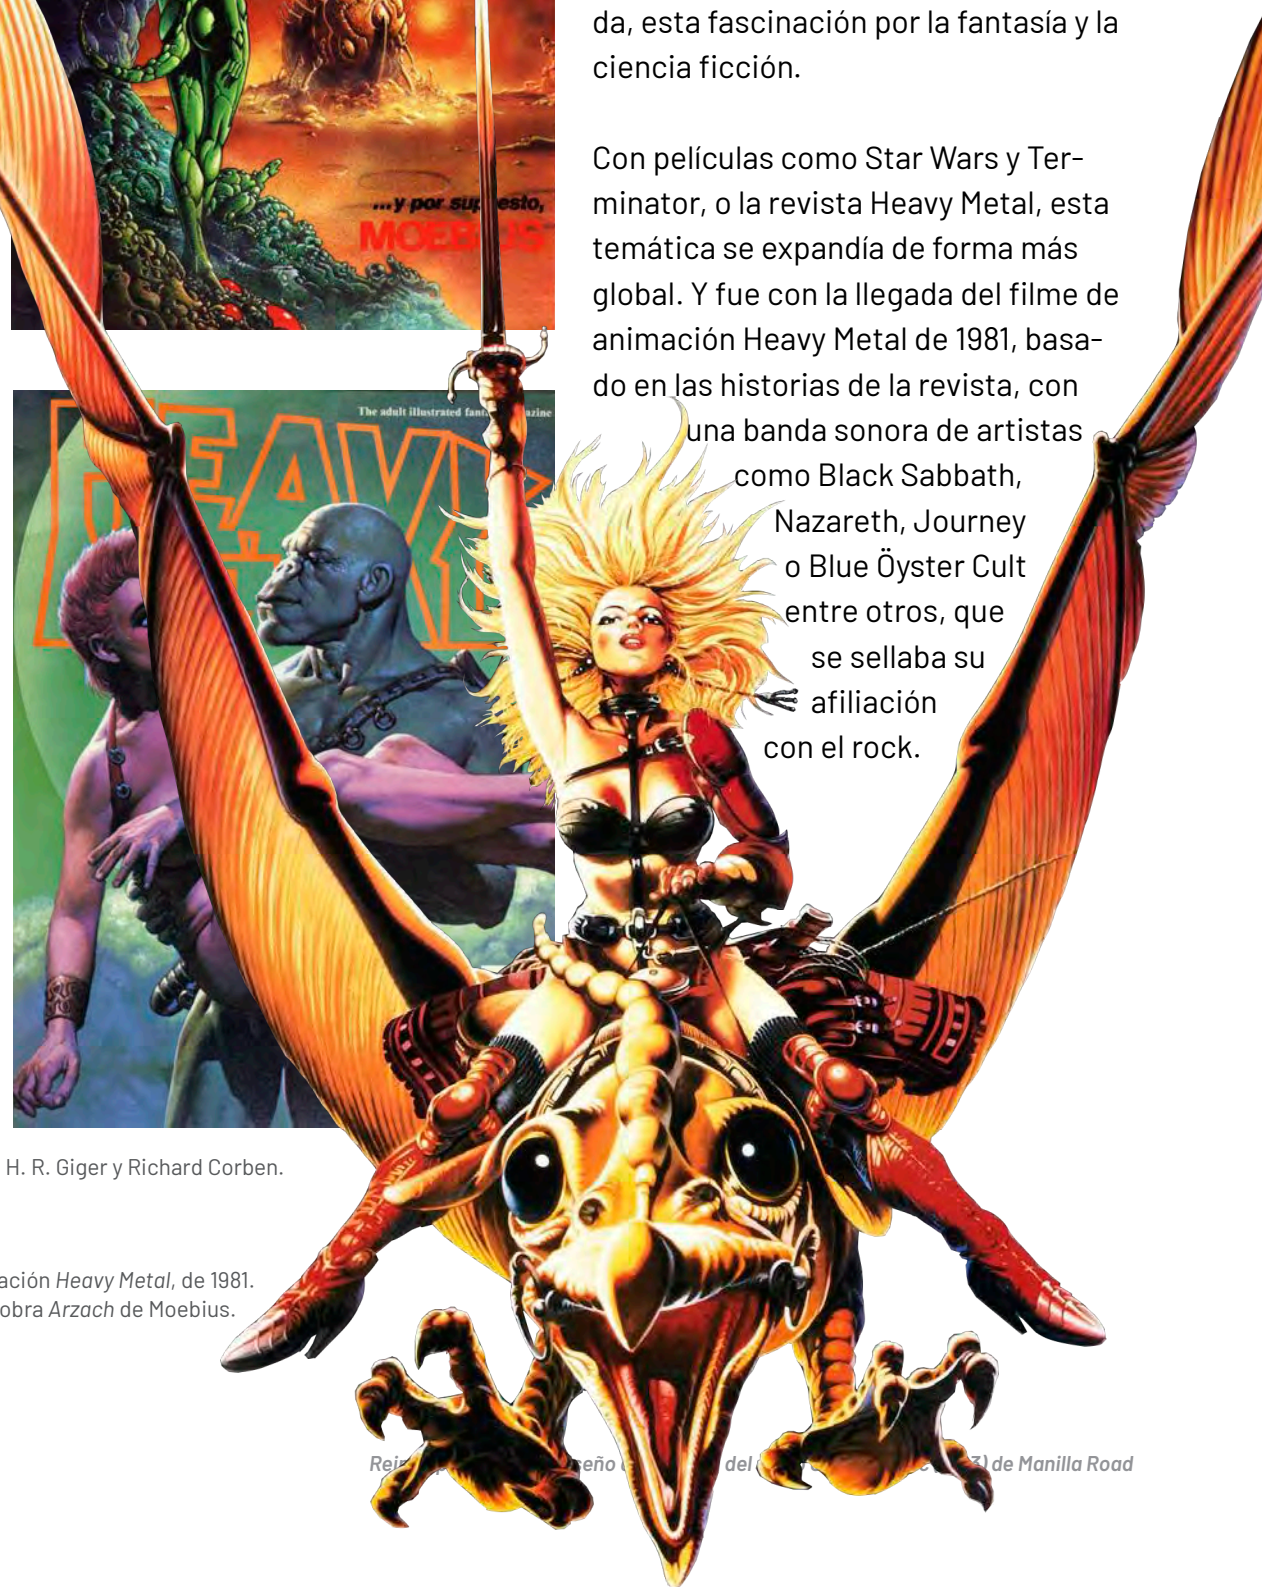 da, esta fascinación por la fantasía y la
ciencia ficción.
Con películas como Star Wars y Ter-
minator, o la revista Heavy Metal, esta
temática se expandía de forma más
global. Y fue con la llegada del filme de
animación Heavy Metal de 1981, basa-
do en las historias de la revista, con
una banda sonora de artistas
como Black Sabbath,
Nazareth, Journey
o Blue Öyster Cult
entre otros, que
se sellaba su
afiliación
con el rock.
...y por supuesto,
MOEBIUS
The adult illustrated
HEAVY
H. R. Giger y Richard Corben.
ación Heavy Metal, de 1981.
obra Arzach de Moebius.
del
de Manilla Road